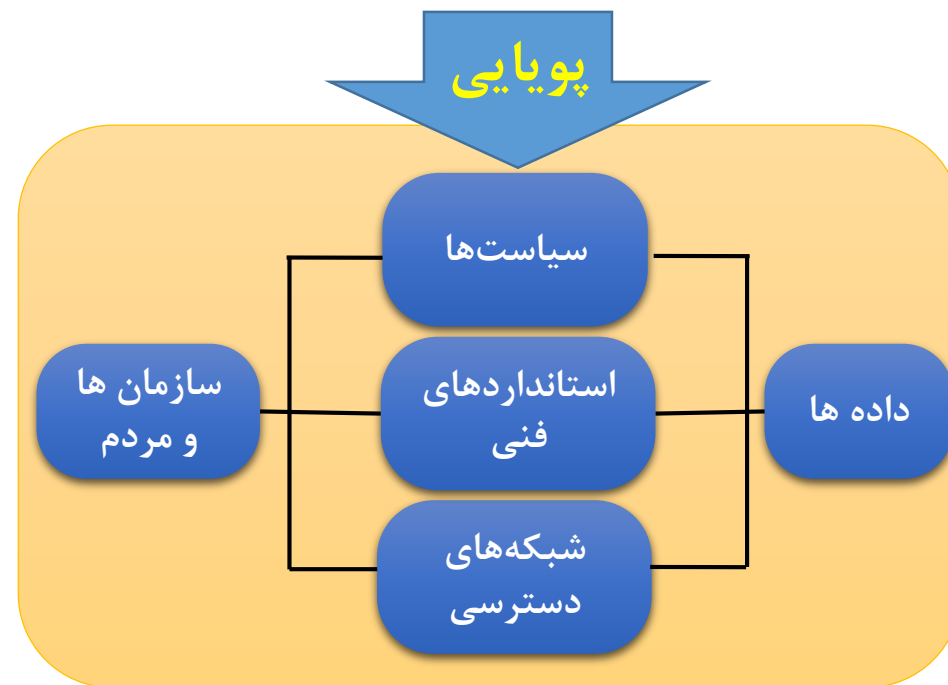 پویایی
سیاست‌ها
داده ها
استانداردهای
فنی
سازمان ها
و مردم
شبکه‌های
دسترسی